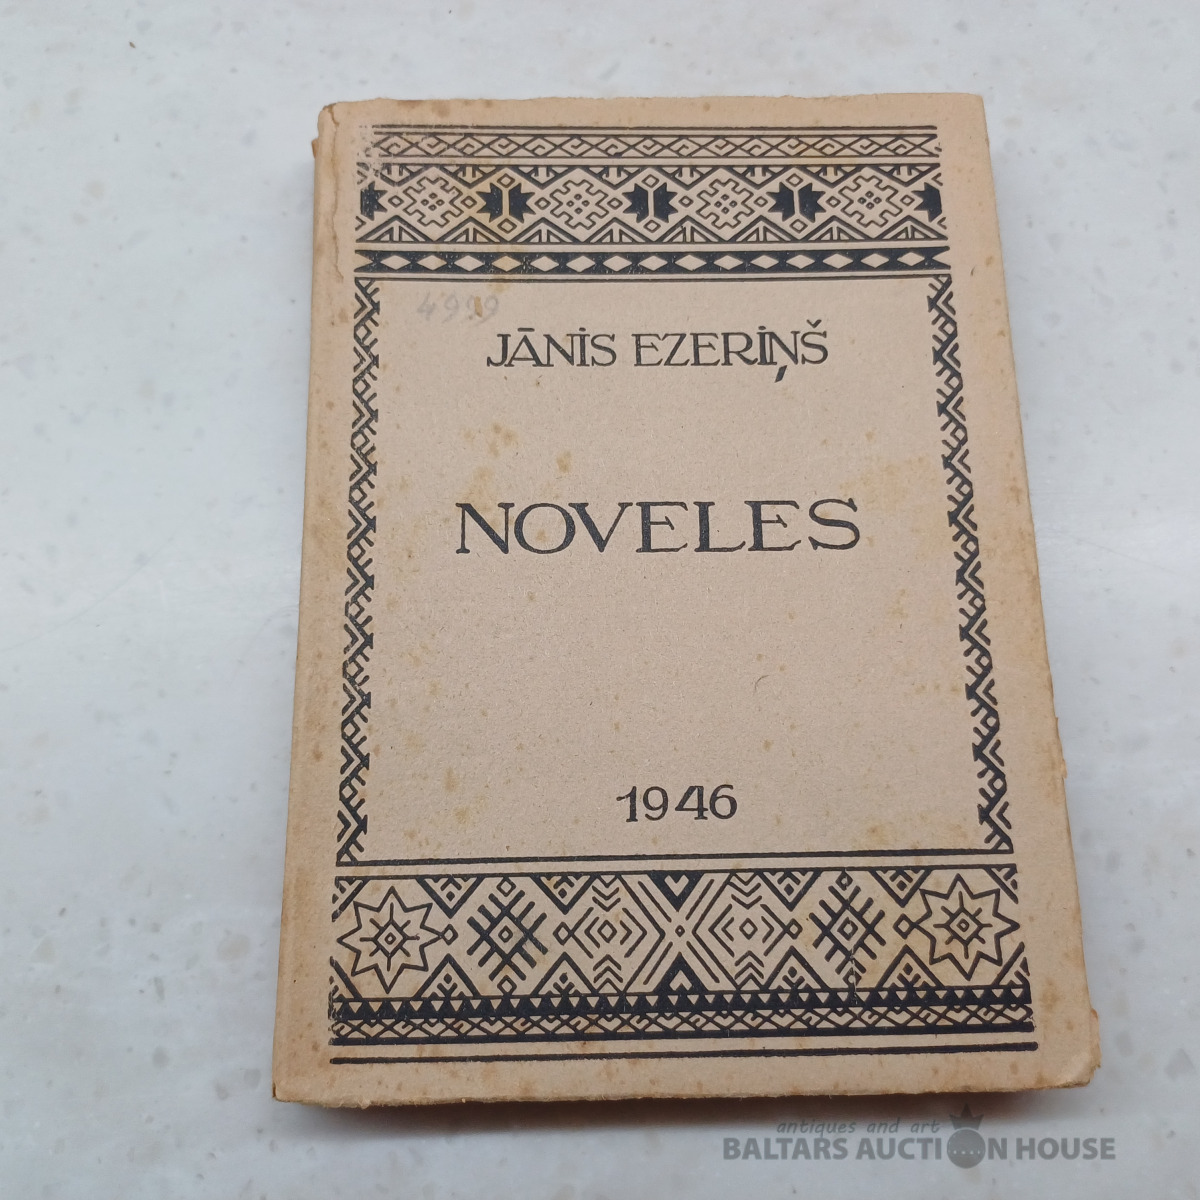 4999
JĀNIS EZERIŅŠ
NOVELES
1946
antiques and art
BALTARS AUCTION HOUSE